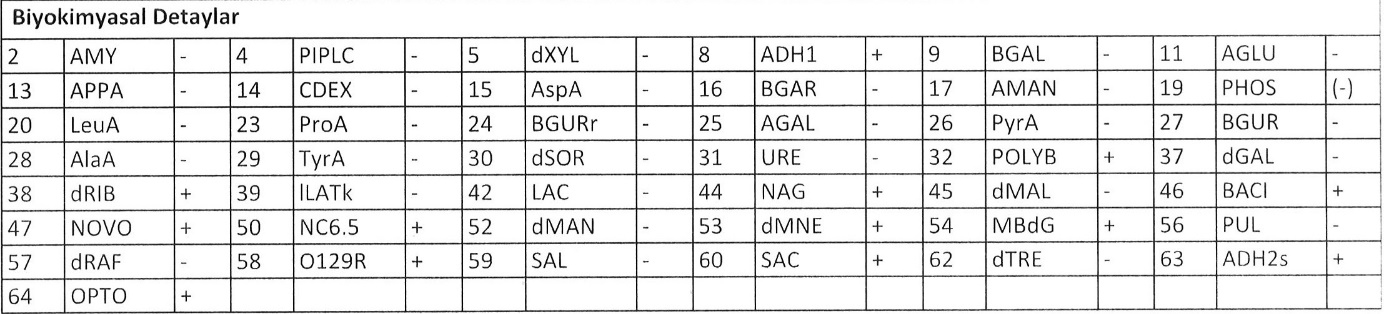 Biyokimyasal Detaylar
2 AMY - 4 PIPLC - 5 dXYL - 8 ADH1 + 9 BGAL - 11 AGLU -
13 APPA - 14 CDEX - 15 AspA - 16 BGAR - 17 AMAN - 19 PHOS (-)
20 LeuA - 23 ProA - 24 BGURr - 25 AGAL - 26 PyrA - 27 BGUR -
28 AlaA - 29 TyrA - 30 dSOR - 31 URE - 32 POLYB + 37 dGAL -
38 dRIB + 39 lLATk - 42 LAC - 44 NAG + 45 dMAL - 46 BACI +
47 NOVO + 50 NC6.5 + 52 dMAN - 53 dMNE + 54 MBdG + 56 PUL -
57 dRAF - 58 O129R + 59 SAL - 60 SAC + 62 dTRE - 63 ADH2s +
64 OPTO +